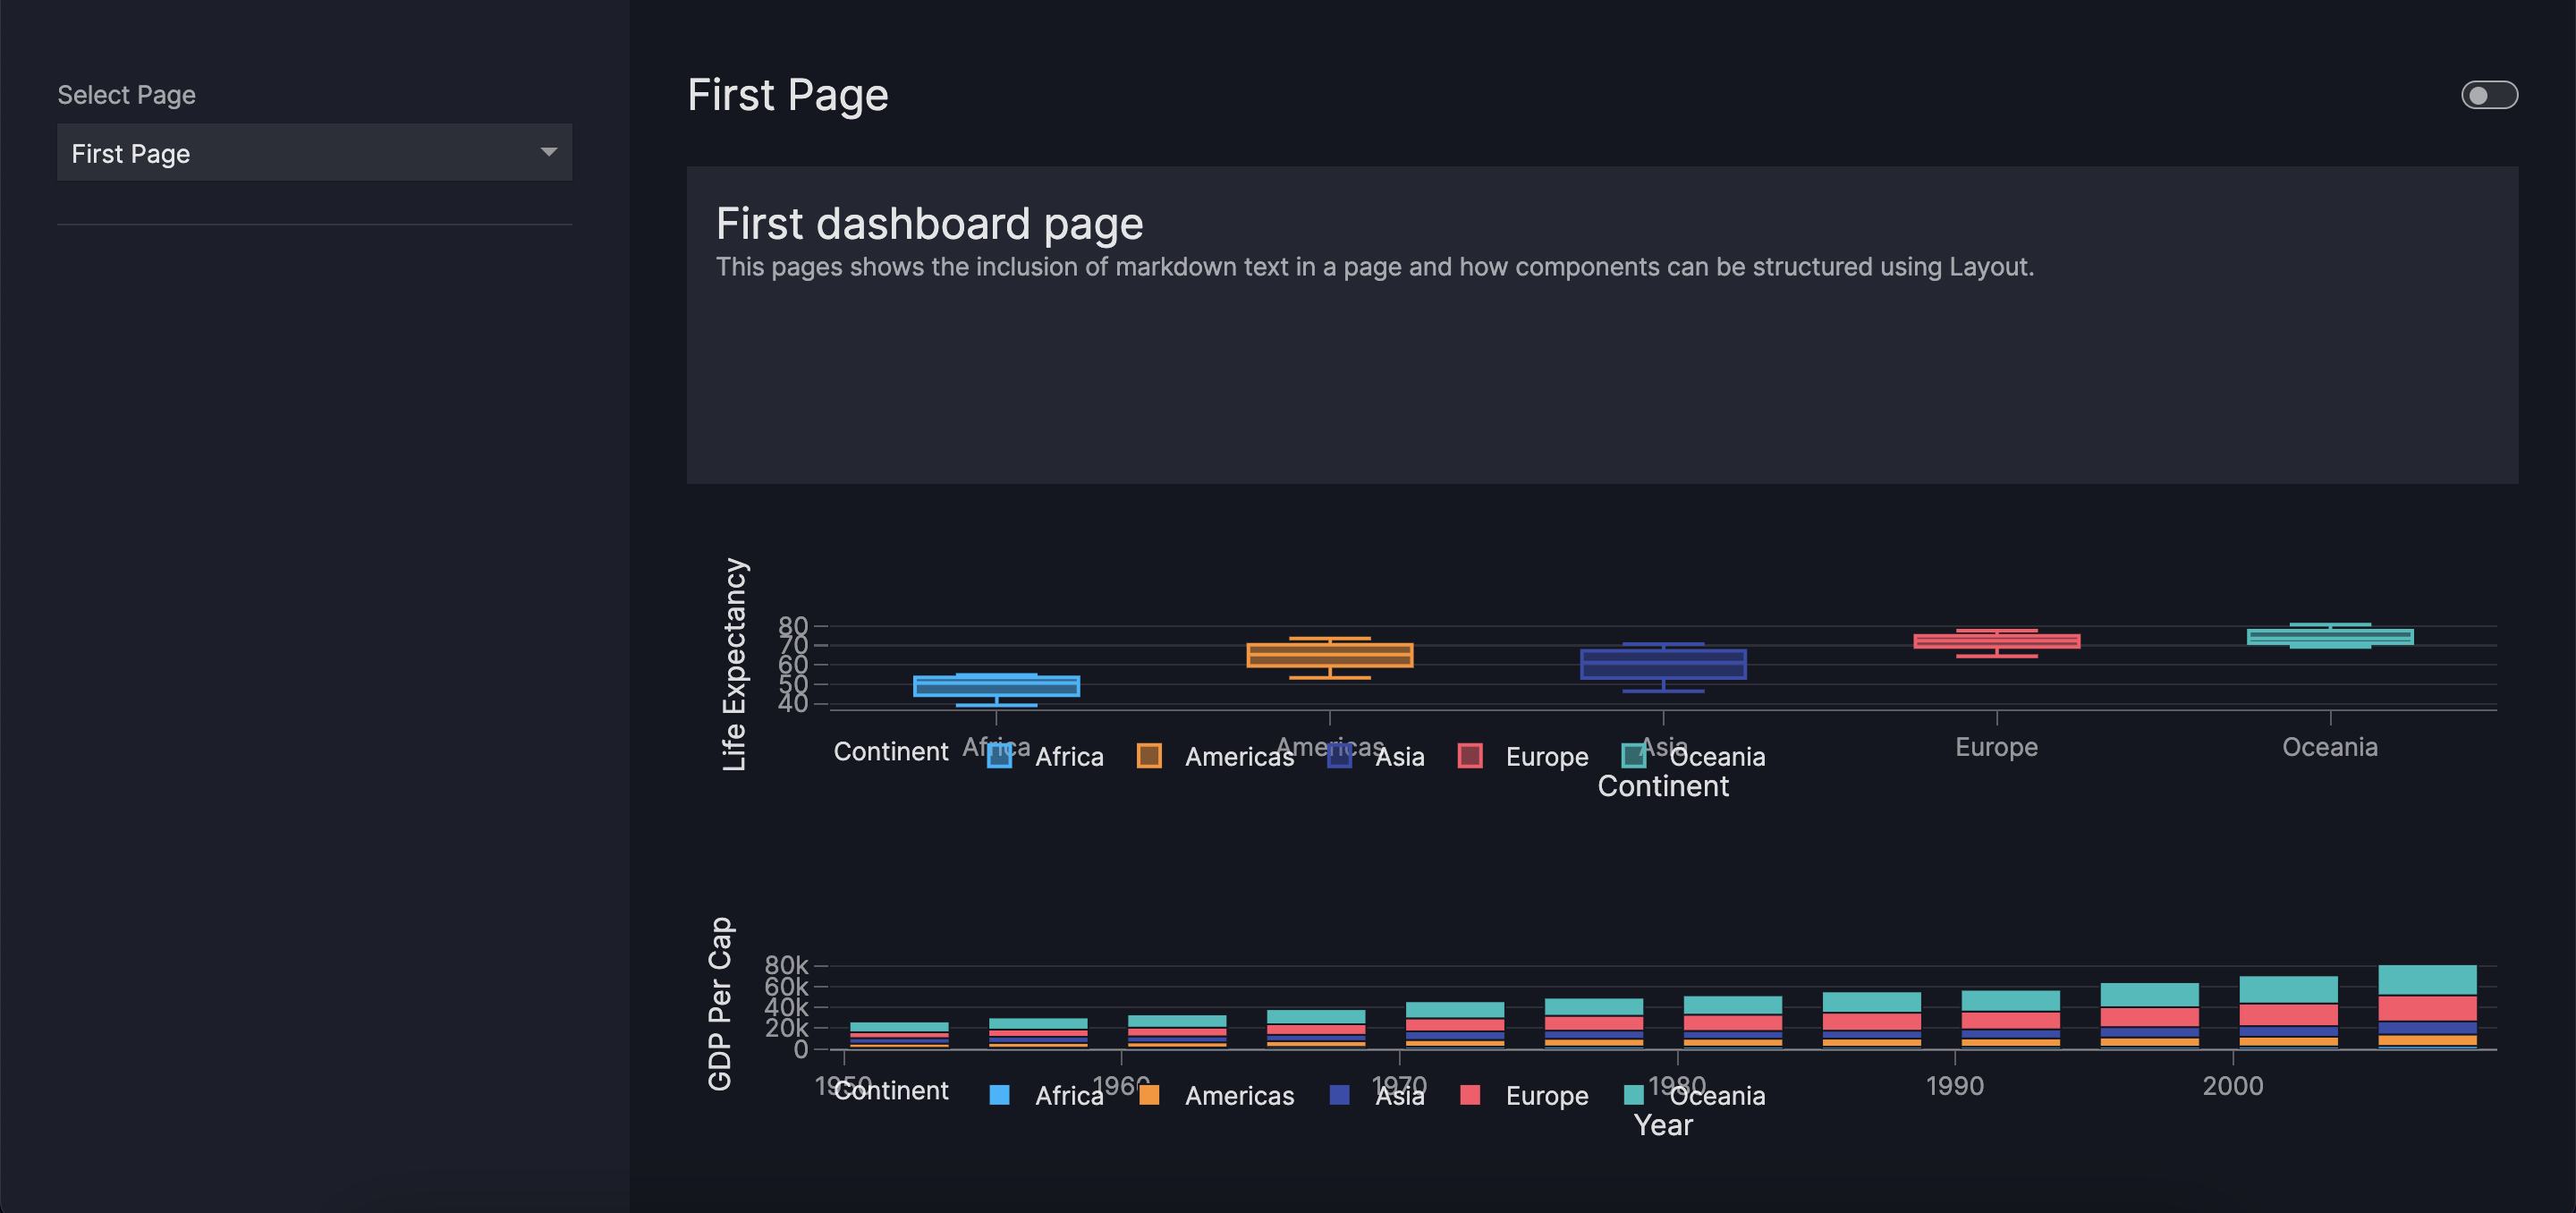 Select Page
First Page
First Page
First dashboard page
This pages shows the inclusion of markdown text in a page and how components can be structured using Layout.
Life Expectancy
80
70
60
50
40
Africa Americas Asia Europe Oceania
Continent Africa Americas Asia Europe Oceania
Continent
GDP Per Cap
80k
60k
40k
20k
0
1950 1960 1970 1980 1990 2000
Continent Africa Americas Asia Europe Oceania
Year